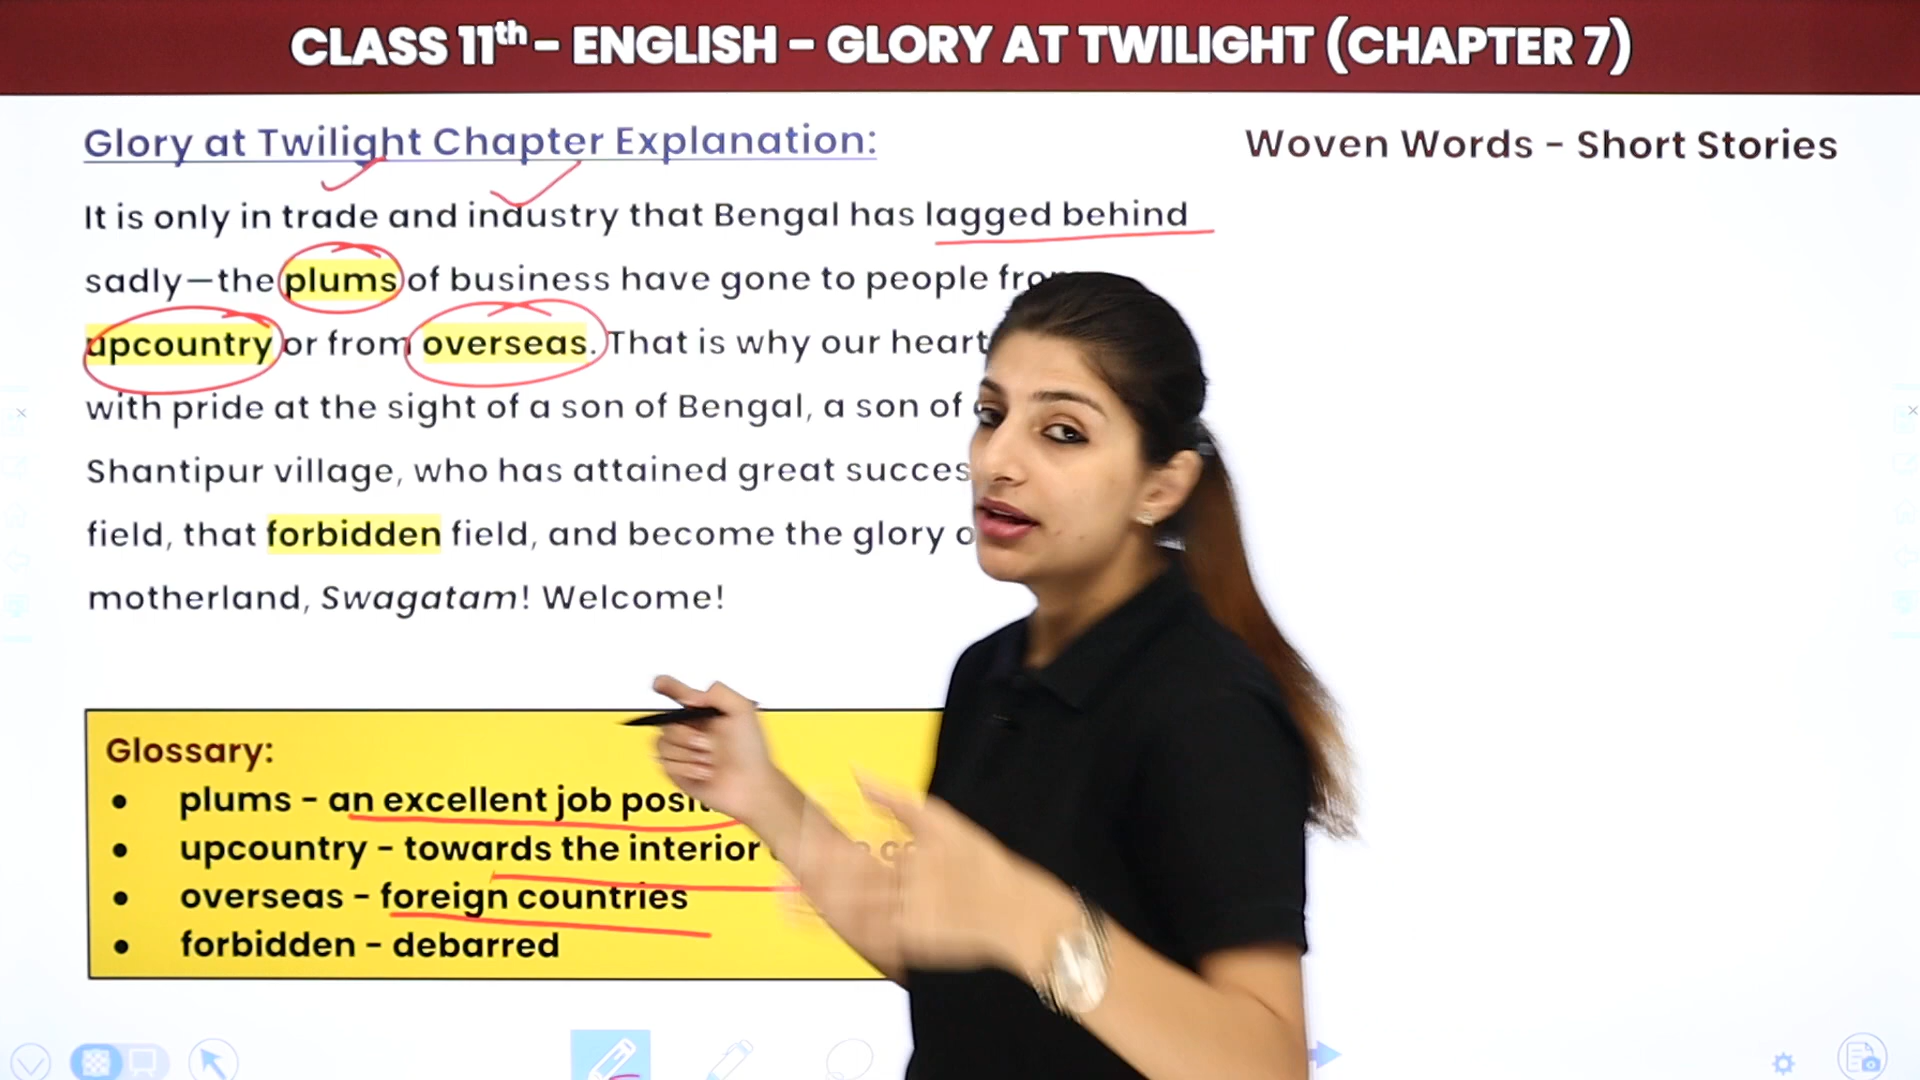 CLASS 11th – ENGLISH – GLORY AT TWILIGHT (CHAPTER 7)
Glory at Twilight Chapter Explanation:
Woven Words – Short Stories
It is only in trade and industry that Bengal has lagged behind
sadly—the plums of business have gone to people
upcountry or from overseas. That is why our
with pride at the sight of a son of Bengal, a son of
Shantipur village, who has attained great
field, that forbidden field, and become the glory
motherland, Swagatam! Welcome!
Glossary:
• plums – an excellent job
• upcountry – towards the interior
• overseas – foreign countries
• forbidden – debarred